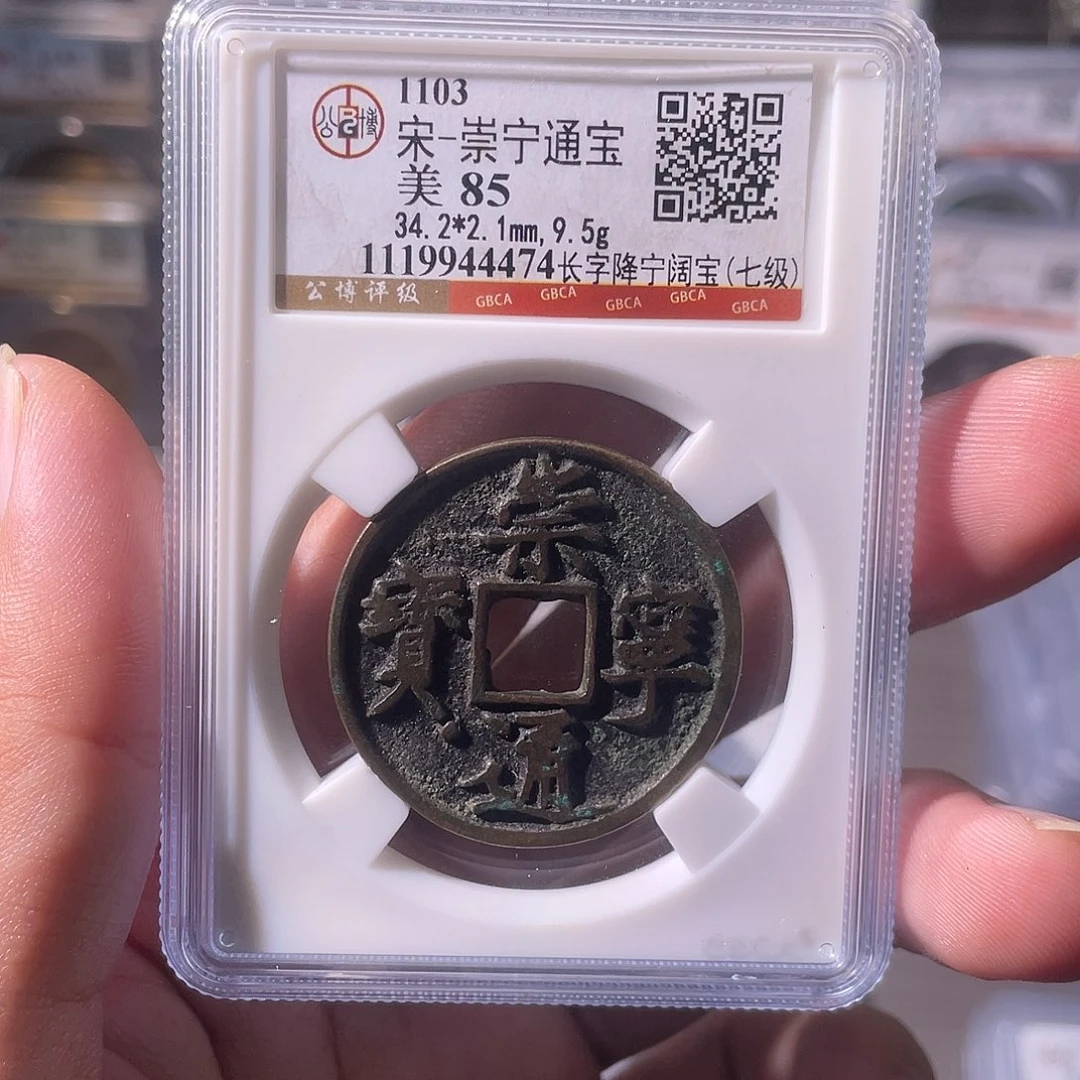 公博
1103
宋-崇宁通宝
美 85
34.2*2.1mm,9.5g
1119944474长字降宁阔宝(七级)
公博评级 GBCA GBCA GBCA GBCA GBCA
崇
寧
通
寶